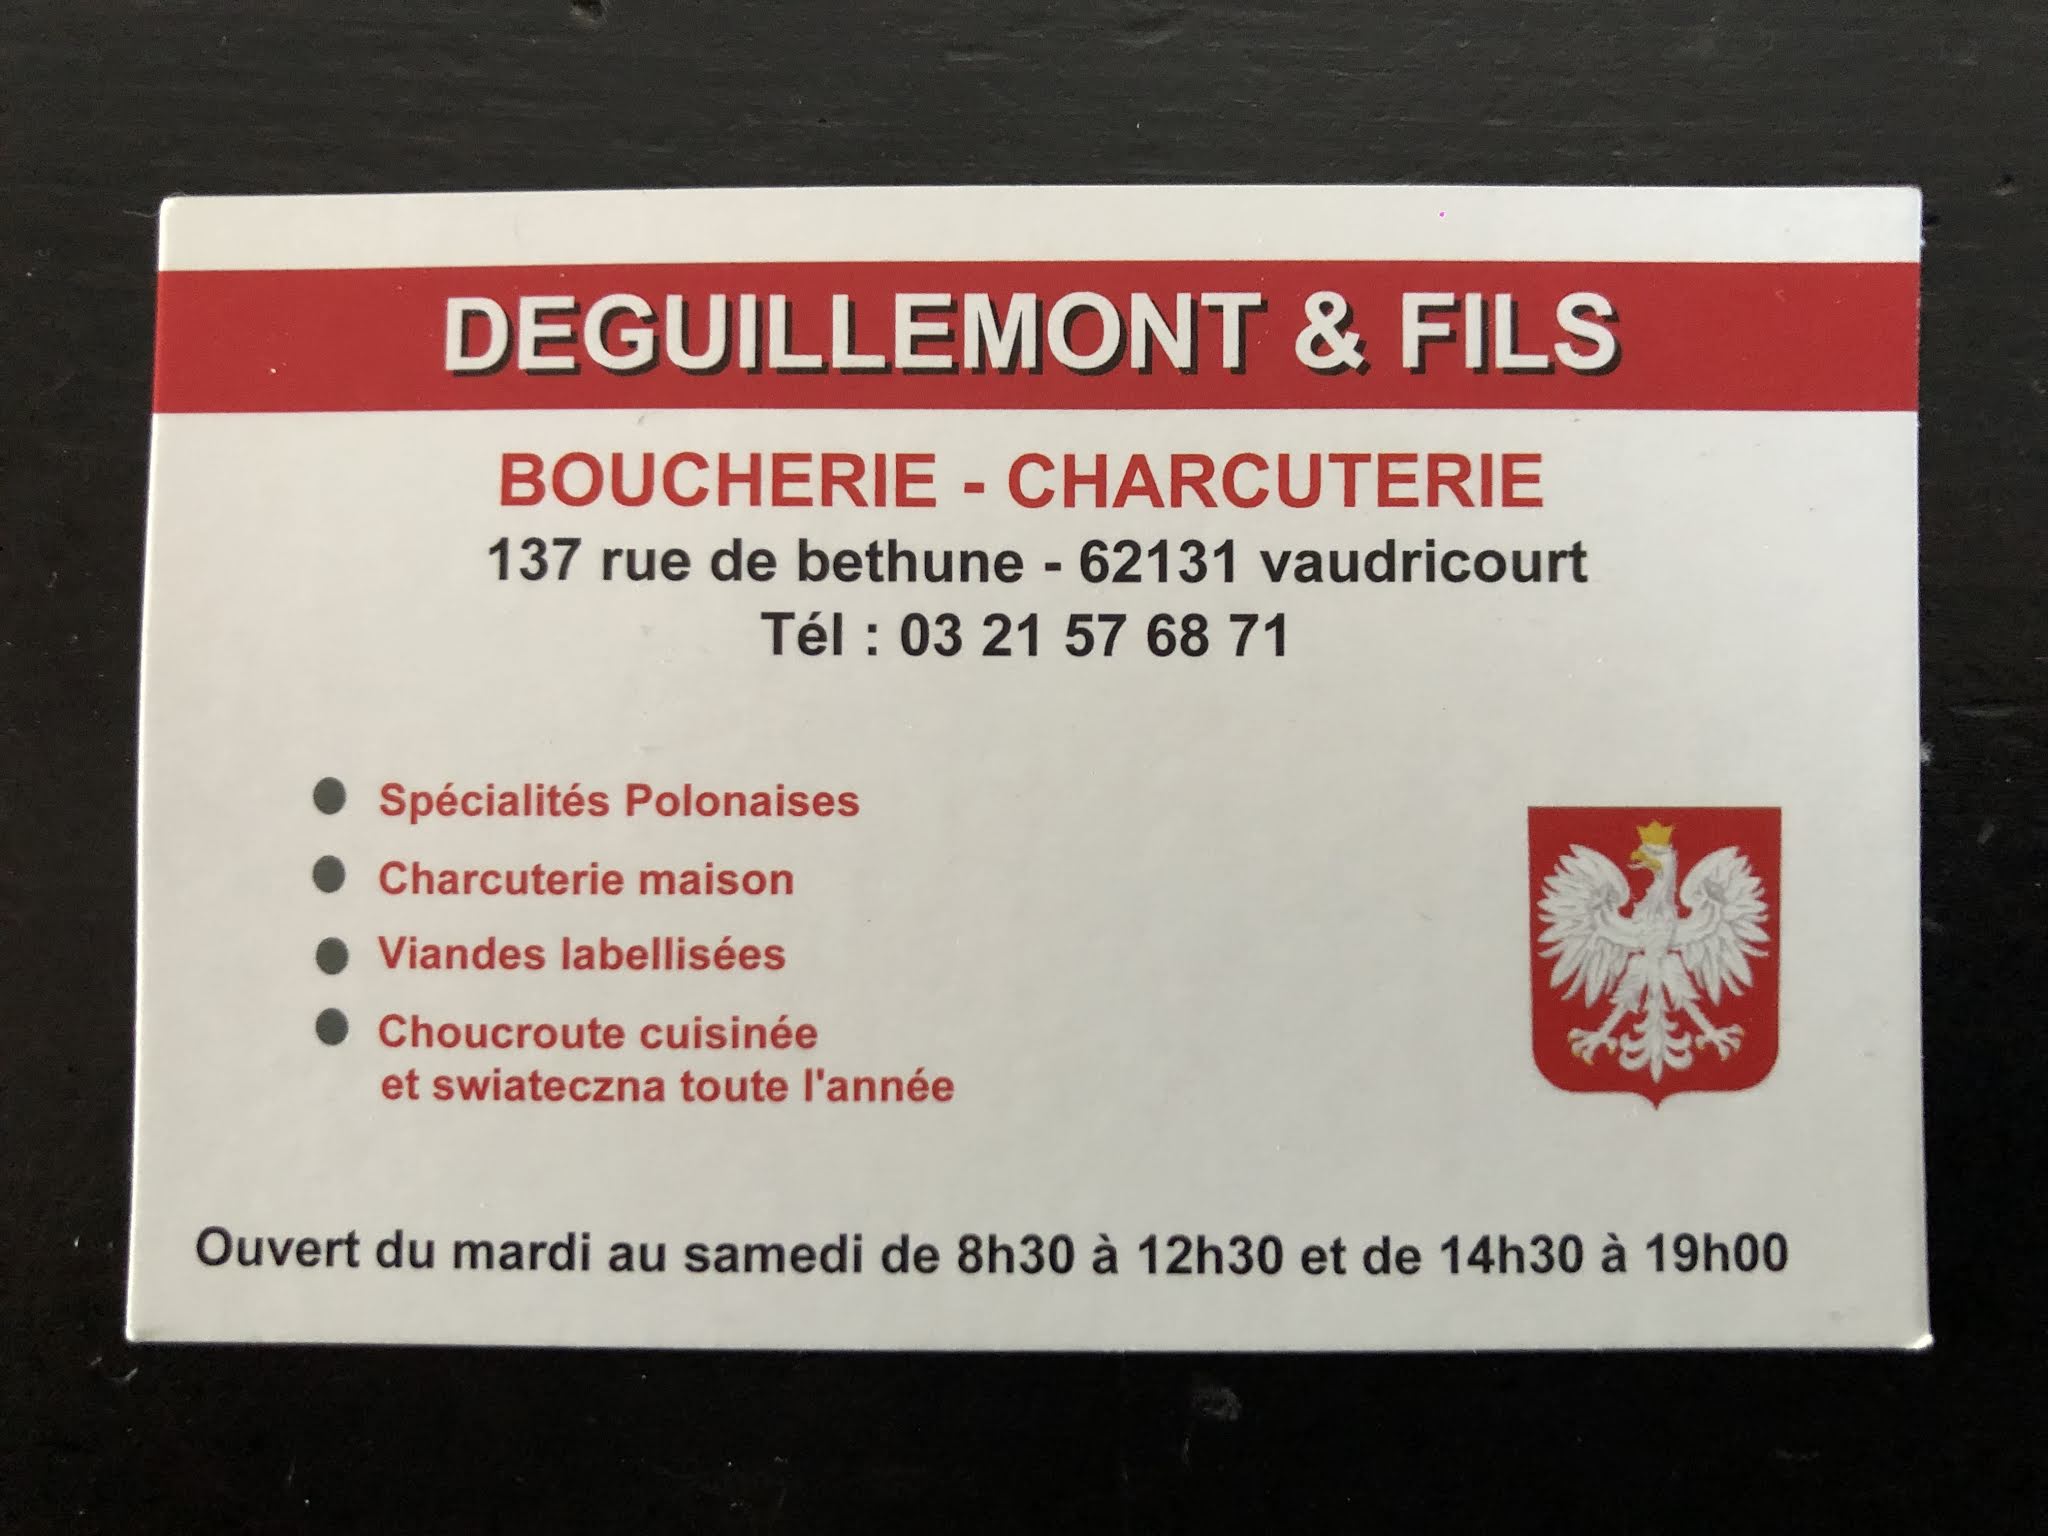 DEGUILLEMONT & FILS
BOUCHERIE - CHARCUTERIE
137 rue de bethune - 62131 vaudricourt
Tél : 03 21 57 68 71
Spécialités Polonaises
Charcuterie maison
Viandes labellisées
Choucroute cuisinée
et swiateczna toute l'année
Ouvert du mardi au samedi de 8h30 à 12h30 et de 14h30 à 19h00